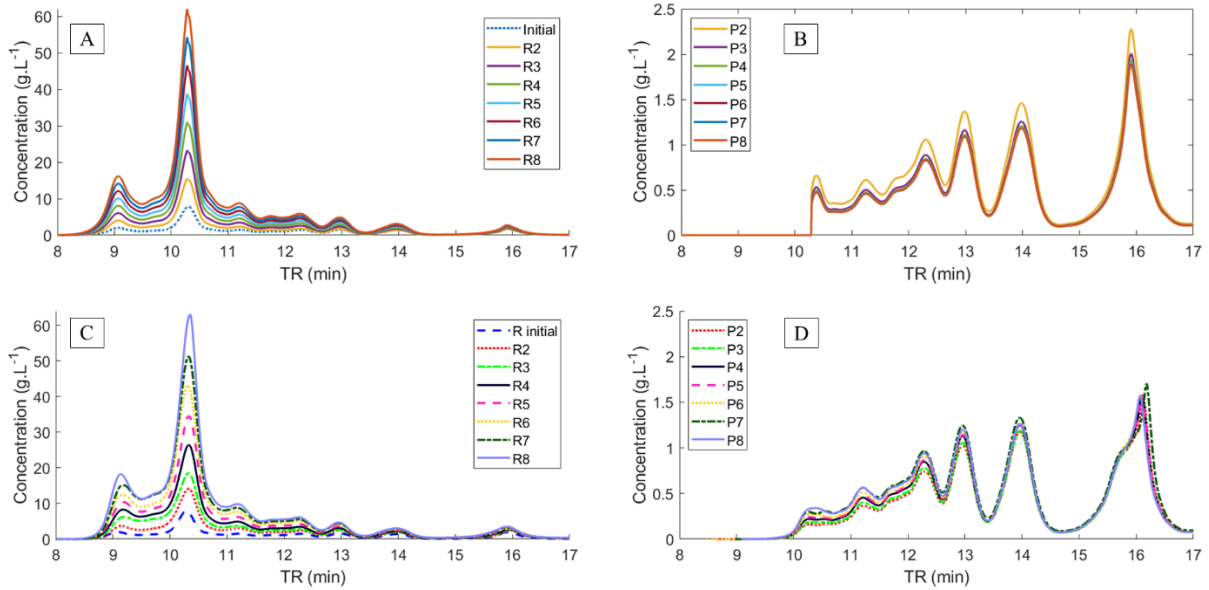 A
Concentration (g.L-1)
60
50
40
30
20
10
0
8 9 10 11 12 13 14 15 16 17
TR (min)
Initial
R2
R3
R4
R5
R6
R7
R8
B
Concentration (g.L-1)
2.5
2
1.5
1
0.5
0
8 9 10 11 12 13 14 15 16 17
TR (min)
P2
P3
P4
P5
P6
P7
P8
C
Concentration (g.L-1)
60
50
40
30
20
10
0
8 9 10 11 12 13 14 15 16 17
TR (min)
R initial
R2
R3
R4
R5
R6
R7
R8
D
Concentration (g.L-1)
2.5
2
1.5
1
0.5
0
8 9 10 11 12 13 14 15 16 17
TR (min)
P2
P3
P4
P5
P6
P7
P8